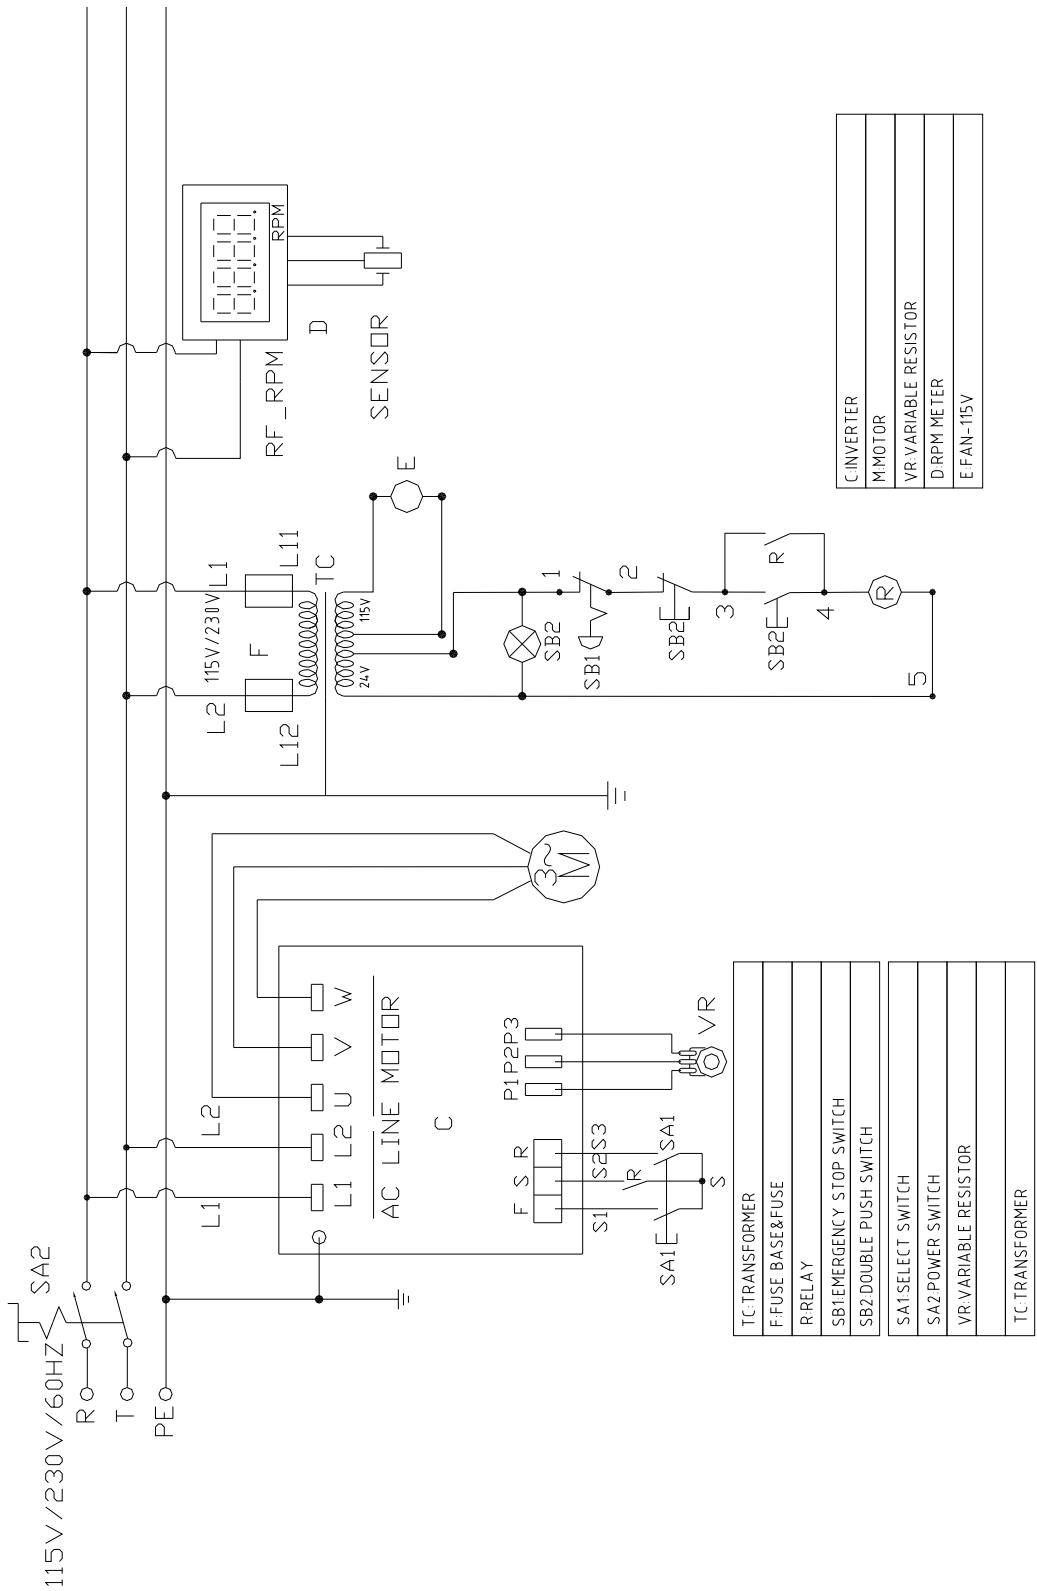 115V/230V/60HZ
SA2
R
T
PE
L1
L2
L1
L2
U
V
W
AC LINE MOTOR
C
F S R
P1P2P3
S1
S2S3
R
SA1
SA1
S
VR
3~
M
L2
115V/230V
L1
L12
F
L11
TC
24V
115V
E
SB2
SB1
1
2
SB2
3
SB2
R
4
R
5
RPM
D
RF_RPM
SENSOR
TC:TRANSFORMER
F:FUSE BASE&FUSE
R:RELAY
SB1:EMERGENCY STOP SWITCH
SB2:DOUBLE PUSH SWITCH
SA1:SELECT SWITCH
SA2:POWER SWITCH
VR:VARIABLE RESISTOR
TC:TRANSFORMER
C:INVERTER
M:MOTOR
VR:VARIABLE RESISTOR
D:RPM METER
E:FAN-115V